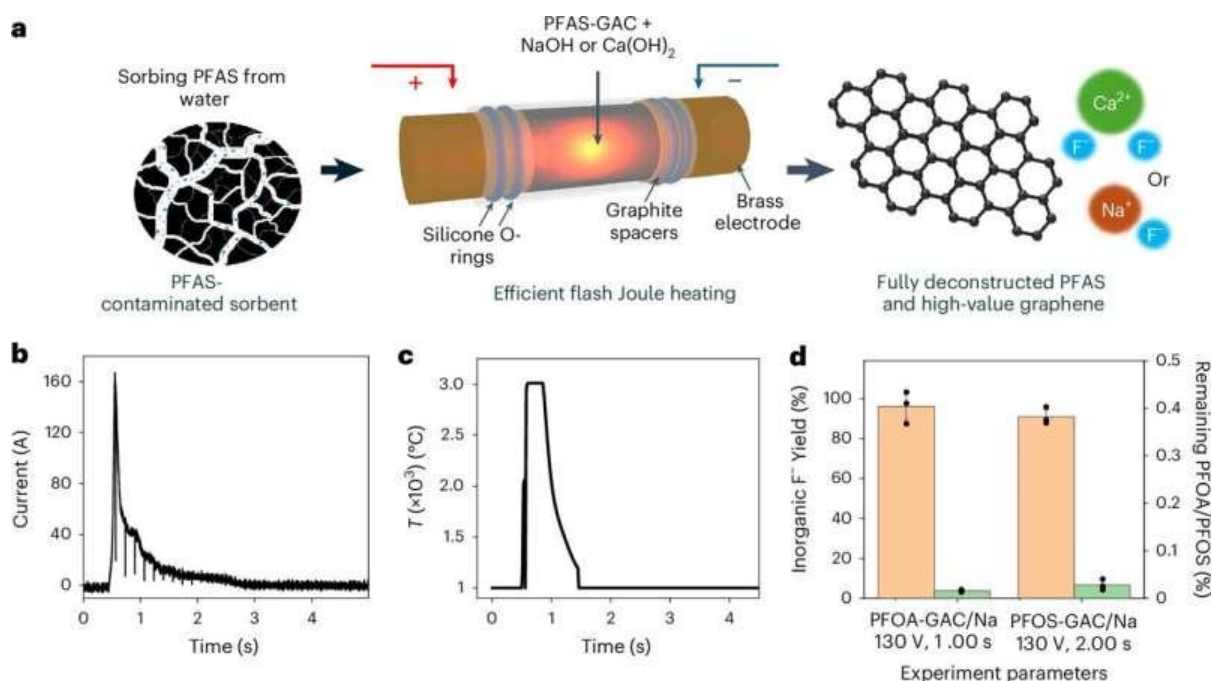 a
Sorbing PFAS from
water
PFAS-
contaminated sorbent
PFAS-GAC +
NaOH or Ca(OH)2
+
−
Silicone O-
rings
Graphite
spacers
Brass
electrode
Efficient flash Joule heating
Ca2+
F−
F−
Or
Na+
F−
Fully deconstructed PFAS
and high-value graphene
b
Current (A)
160
120
80
40
0
0
1
2
3
4
Time (s)
c
T (×10³) (°C)
3.0
2.0
1.0
1
0
1
2
3
4
Time (s)
d
Inorganic F− Yield (%)
100
80
60
40
20
0
Remaining PFOA/PFOS
(%)
0.5
0.4
0.3
0.2
0.1
0
PFOA-GAC/Na
130 V, 1 .00 s
PFOS-GAC/Na
130 V, 2.00 s
Experiment parameters